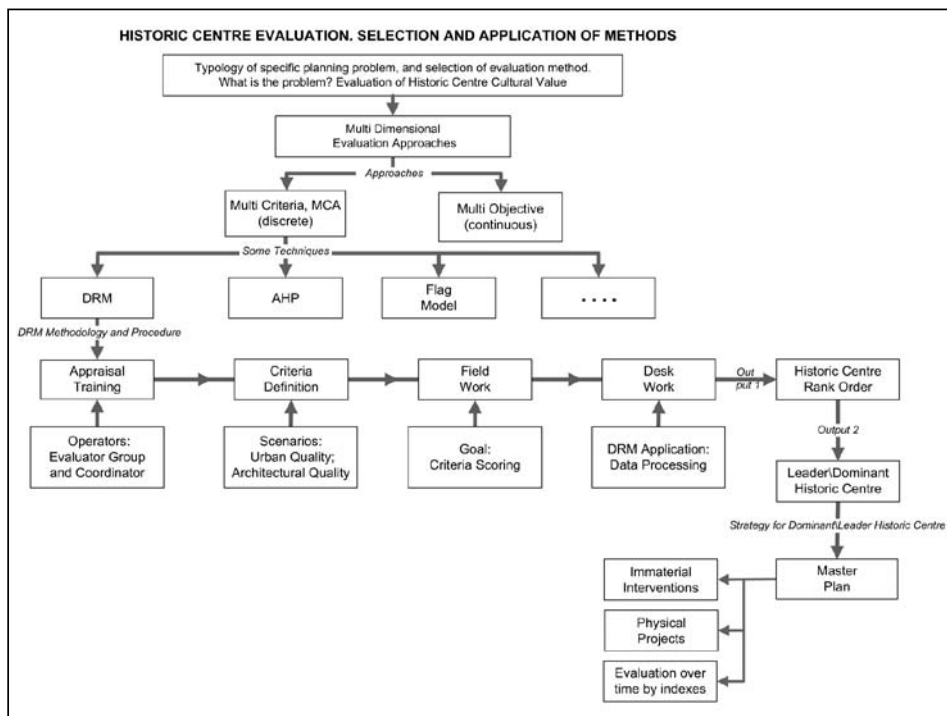 HISTORIC CENTRE EVALUATION. SELECTION AND APPLICATION OF METHODS
Typology of specific planning problem, and selection of evaluation method.
What is the problem? Evaluation of Historic Centre Cultural Value
Multi Dimensional
Evaluation Approaches
Approaches
Multi Criteria, MCA
(discrete)
Multi Objective
(continuous)
Some Techniques
DRM
AHP
Flag
Model
. . . .
DRM Methodology and Procedure
Appraisal
Training
Criteria
Definition
Field
Work
Desk
Work
Out
put 1
Historic Centre
Rank Order
Operators:
Evaluator Group
and Coordinator
Scenarios:
Urban Quality;
Architectural Quality
Goal:
Criteria Scoring
DRM Application:
Data Processing
Output 2
Leader\Dominant
Historic Centre
Strategy for Dominant\Leader Historic Centre
Master
Plan
Immaterial
Interventions
Physical
Projects
Evaluation over
time by indexes